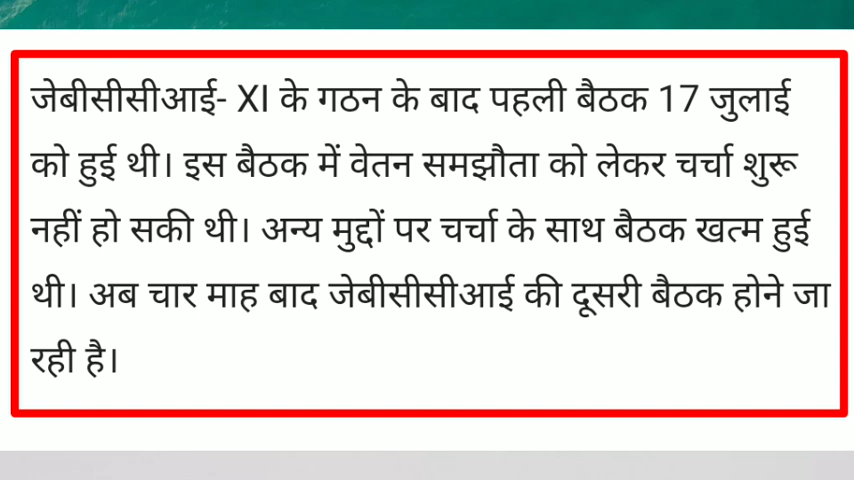 जेबीसीसीआई- XI के गठन के बाद पहली बैठक 17 जुलाई
को हुई थी। इस बैठक में वेतन समझौता को लेकर चर्चा शुरू
नहीं हो सकी थी। अन्य मुद्दों पर चर्चा के साथ बैठक खत्म हुई
थी। अब चार माह बाद जेबीसीसीआई की दूसरी बैठक होने जा
रही है।